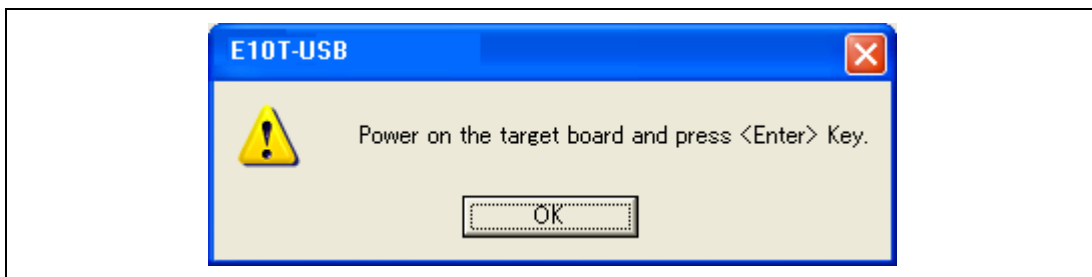 E10T-USB
Power on the target board and press <Enter> Key.
OK